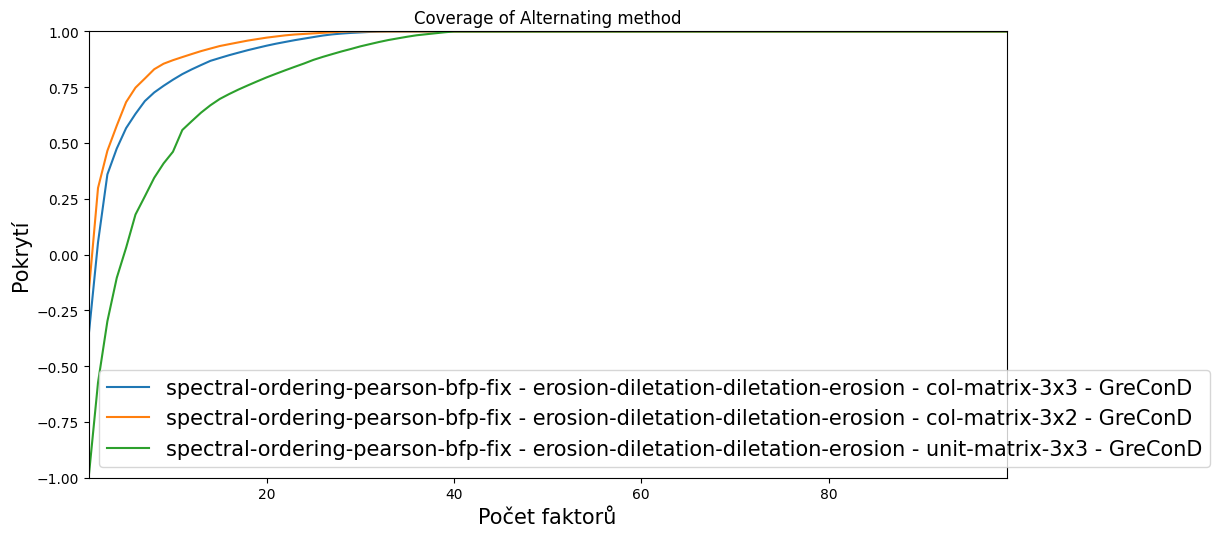 Coverage of Alternating method
1.00
0.75
0.50
0.25
0.00
−0.25
−0.50
−0.75
−1.00
Pokrytí
spectral-ordering-pearson-bfp-fix - erosion-diletation-diletation-erosion - col-matrix-3x3 - GreConD
spectral-ordering-pearson-bfp-fix - erosion-diletation-diletation-erosion - col-matrix-3x2 - GreConD
spectral-ordering-pearson-bfp-fix - erosion-diletation-diletation-erosion - unit-matrix-3x3 - GreConD
20 40 60 80
Počet faktorů